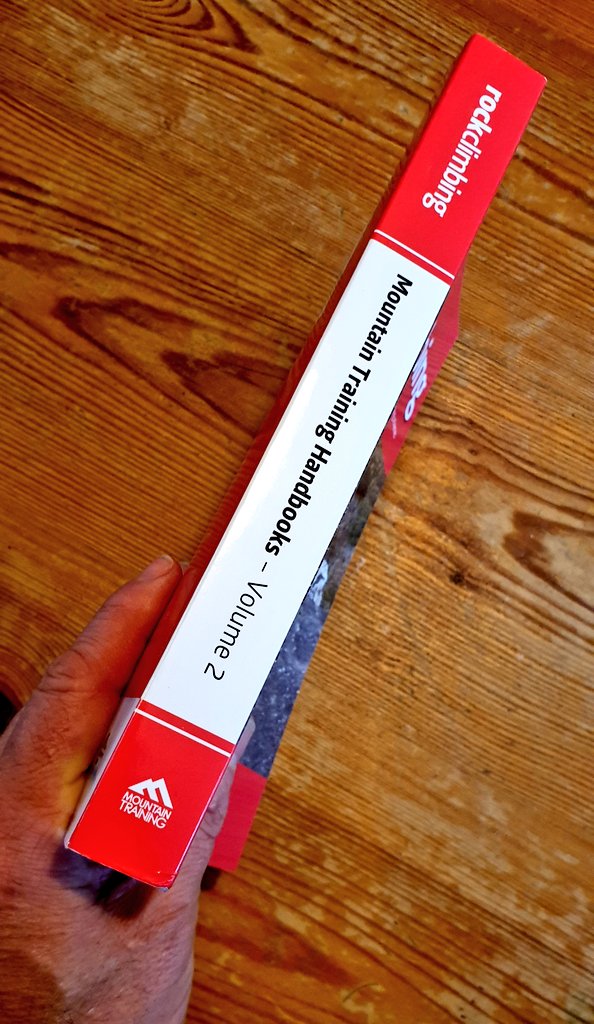 rockclimbing
Mountain Training Handbooks – Volume 2
MOUNTAIN
TRAINING